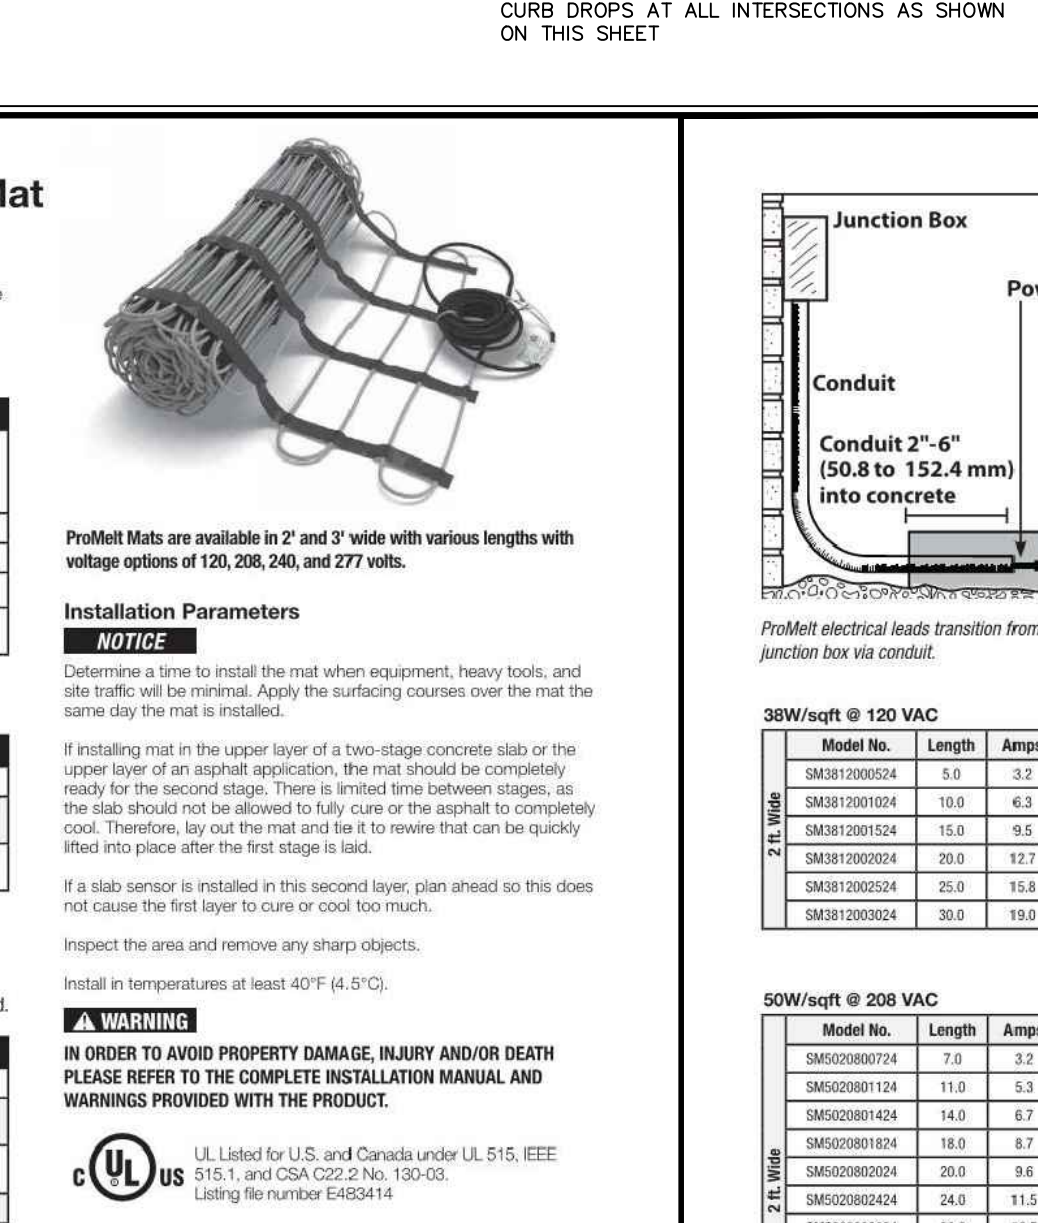 CURB DROPS AT ALL INTERSECTIONS AS SHOWN
ON THIS SHEET
ProMelt Mats are available in 2' and 3' wide with various lengths with
voltage options of 120, 208, 240, and 277 volts.
Installation Parameters
NOTICE
Determine a time to install the mat when equipment, heavy tools, and
site traffic will be minimal. Apply the surfacing courses over the mat the
same day the mat is installed.
If installing mat in the upper layer of a two-stage concrete slab or the
upper layer of an asphalt application, the mat should be completely
ready for the second stage. There is limited time between stages, as
the slab should not be allowed to fully cure or the asphalt to completely
cool. Therefore, lay out the mat and tie it to rewire that can be quickly
lifted into place after the first stage is laid.
If a slab sensor is installed in this second layer, plan ahead so this does
not cause the first layer to cure or cool too much.
Inspect the area and remove any sharp objects.
Install in temperatures at least 40°F (4.5°C).
WARNING
IN ORDER TO AVOID PROPERTY DAMAGE, INJURY AND/OR DEATH
PLEASE REFER TO THE COMPLETE INSTALLATION MANUAL AND
WARNINGS PROVIDED WITH THE PRODUCT.
C UL US
UL Listed for U.S. and Canada under UL 515, IEEE
515.1, and CSA C22.2 No. 130-03.
Listing file number E483414
Junction Box
Conduit
Conduit 2"-6"
(50.8 to 152.4 mm)
into concrete
ProMelt electrical leads transition from
junction box via conduit.
38W/sqft @ 120 VAC
2 ft. Wide
Model No. Length Amps
SM3812000524 5.0 3.2
SM3812001024 10.0 6.3
SM3812001524 15.0 9.5
SM3812002024 20.0 12.7
SM3812002524 25.0 15.8
SM3812003024 30.0 19.0
50W/sqft @ 208 VAC
2 ft. Wide
Model No. Length Amps
SM5020800724 7.0 3.2
SM5020801124 11.0 5.3
SM5020801424 14.0 6.7
SM5020801824 18.0 8.7
SM5020802024 20.0 9.6
SM5020802424 24.0 11.5